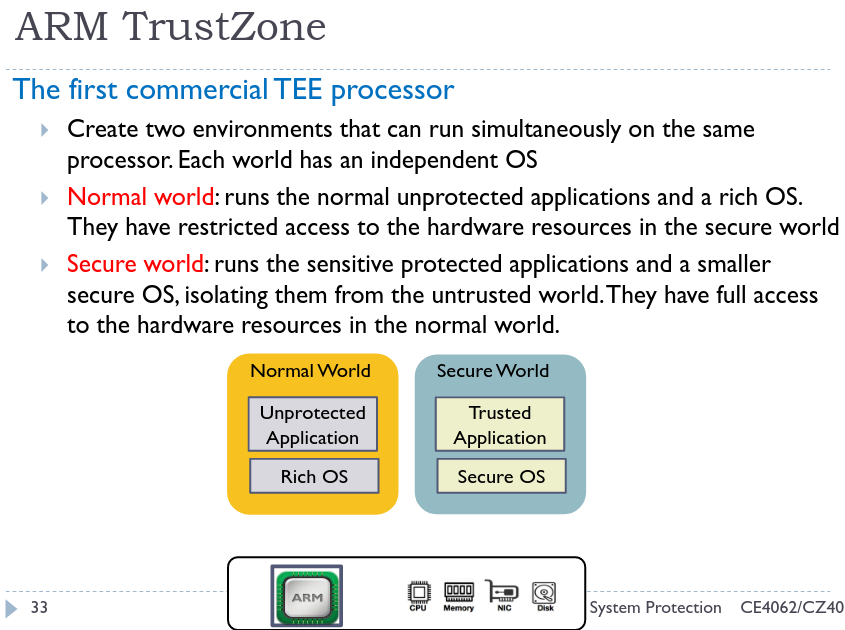 ARM TrustZone
The first commercial TEE processor
Create two environments that can run simultaneously on the same
processor. Each world has an independent OS
Normal world: runs the normal unprotected applications and a rich OS.
They have restricted access to the hardware resources in the secure world
Secure world: runs the sensitive protected applications and a smaller
secure OS, isolating them from the untrusted world. They have full access
to the hardware resources in the normal world.
Normal World
Unprotected
Application
Rich OS
Secure World
Trusted
Application
Secure OS
ARM
CPU
Memory
NIC
Disk
33
System Protection
CE4062/CZ40